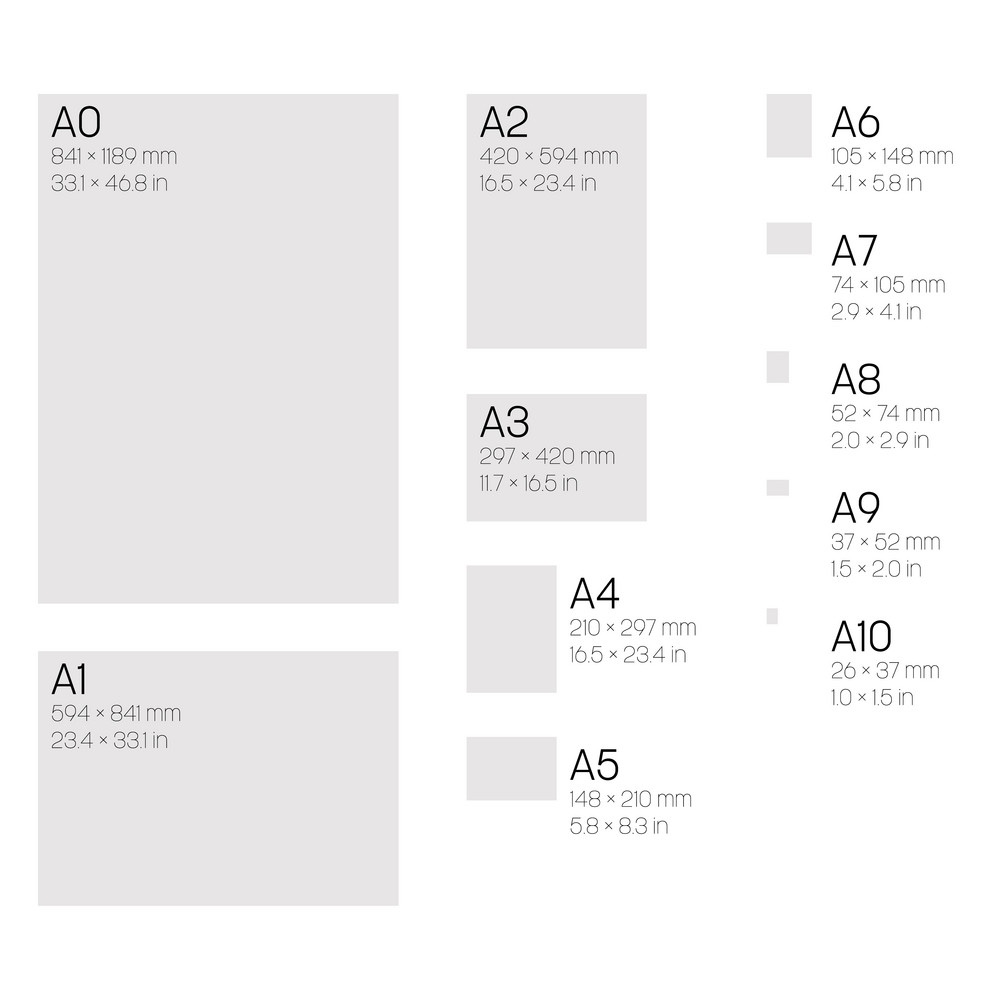 A0
841 × 1189 mm
33.1 × 46.8 in
A1
594 × 841 mm
23.4 × 33.1 in
A2
420 × 594 mm
16.5 × 23.4 in
A3
297 × 420 mm
11.7 × 16.5 in
A4
210 × 297 mm
16.5 × 23.4 in
A5
148 × 210 mm
5.8 × 8.3 in
A6
105 × 148 mm
4.1 × 5.8 in
A7
74 × 105 mm
2.9 × 4.1 in
A8
52 × 74 mm
2.0 × 2.9 in
A9
37 × 52 mm
1.5 × 2.0 in
A10
26 × 37 mm
1.0 × 1.5 in